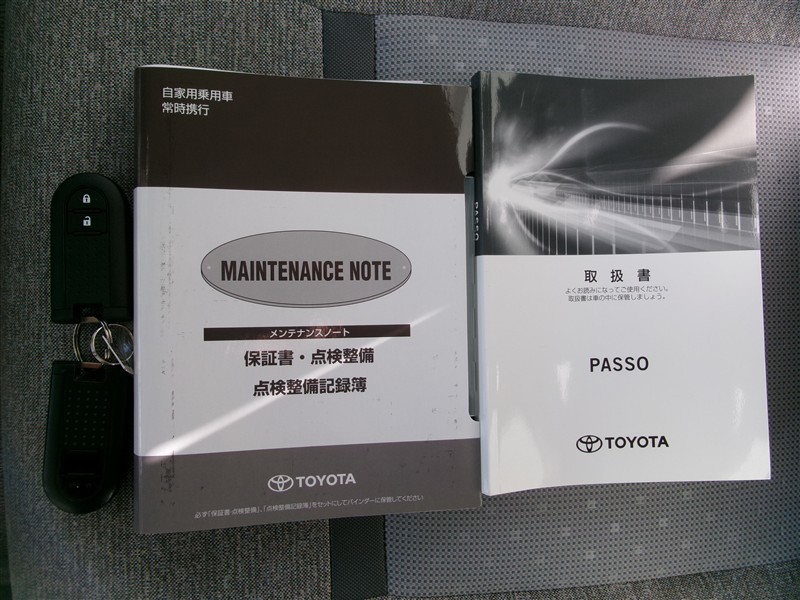 自家用乗用車
常時携行
MAINTENANCE NOTE
メンテナンスノート
保証書・点検整備
点検整備記録簿
TOYOTA
必ず「保証書・点検整備」、「点検整備記録簿」をセットにしてバインダーに保管してください
PASSO
取扱書
よくお読みになってご使用ください。
取扱書は車の中に保管しましょう。
PASSO
TOYOTA